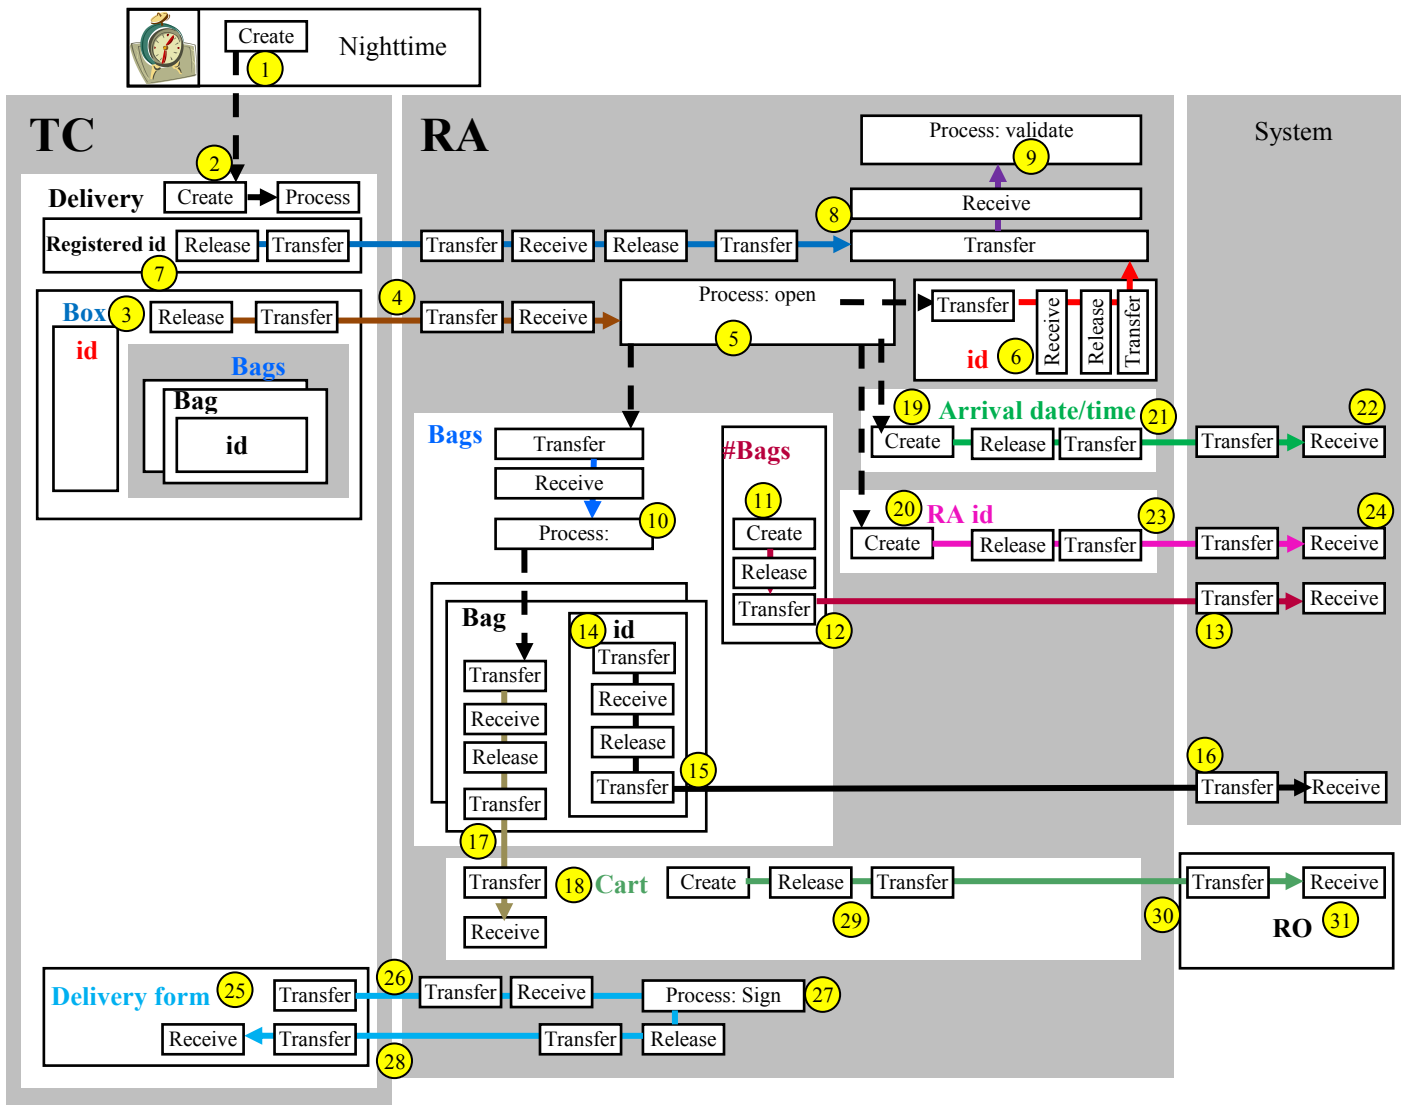 Create
Nighttime
1
TC
RA
System
2
Delivery
Create
Process
Process: validate
9
Receive
8
Registered id
Release
Transfer
Transfer
Receive
Release
Transfer
Transfer
7
Box
3
Release
Transfer
4
Transfer
Receive
Process: open
5
Transfer
Receive
Release
Transfer
id
6
id
Bags
Bag
id
19
Arrival date/time
21
22
Create
Release
Transfer
Transfer
Receive
Bags
Transfer
Receive
Process:
10
#Bags
11
Create
Release
Transfer
12
20
RA id
23
24
Create
Release
Transfer
Transfer
Receive
Transfer
Receive
13
Bag
14
id
Transfer
Receive
Release
Transfer
15
Transfer
Receive
Release
Transfer
17
16
Transfer
Receive
Transfer
18
Cart
Receive
Create
Release
Transfer
29
30
Transfer
Receive
RO
31
Delivery form
25
Transfer
26
Transfer
Receive
Process: Sign
27
Receive
Transfer
28
Transfer
Release